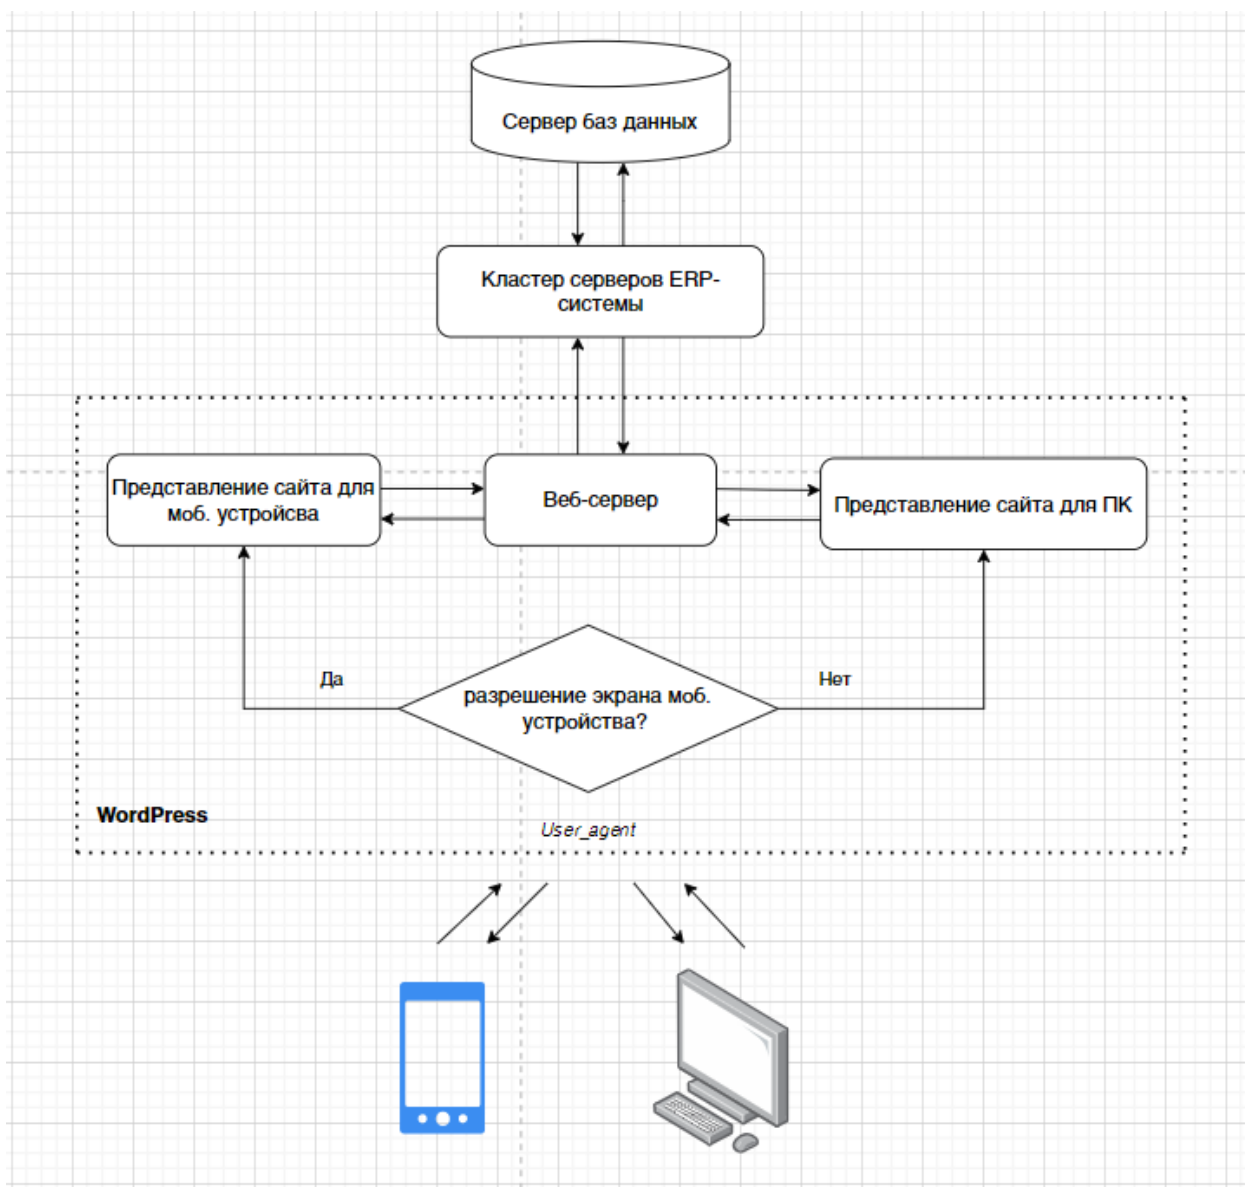 Сервер баз данных
Кластер серверов ERP-
системы
Представление сайта для
моб. устройсва
Веб-сервер
Представление сайта для ПК
Да
разрешение экрана моб.
устройства?
Нет
WordPress
User_agent